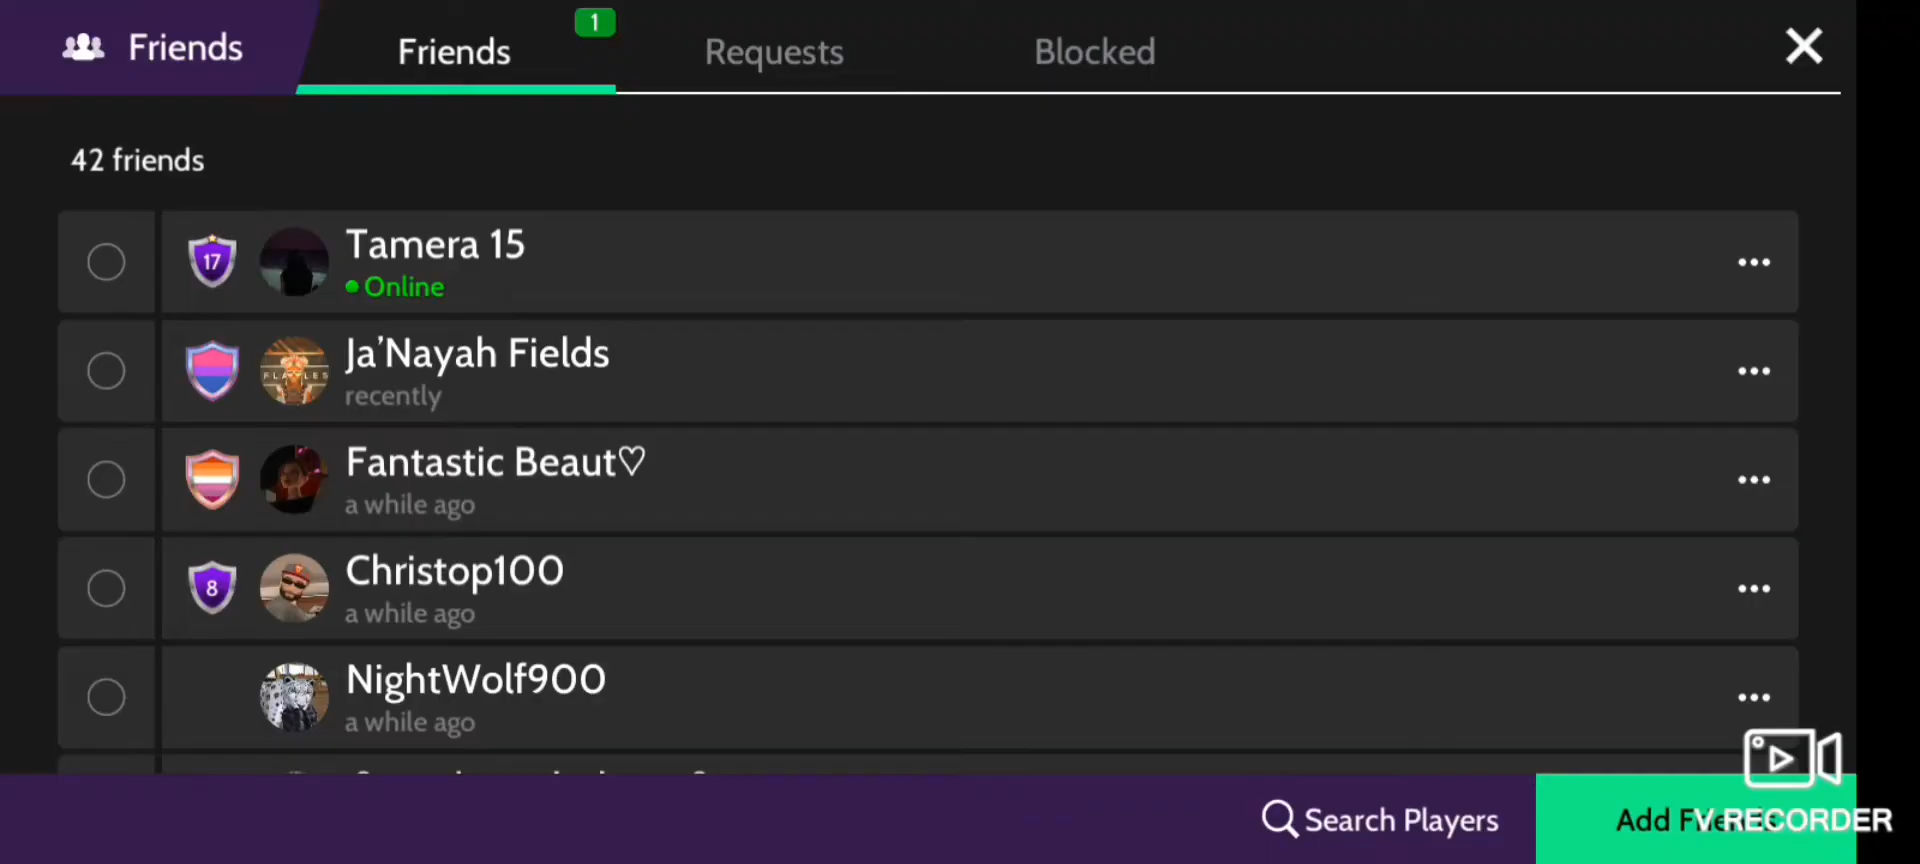 Friends
Friends
1
Requests
Blocked
42 friends
17
Tamera 15
Online
Ja’Nayah Fields
recently
Fantastic Beaut♡
a while ago
8
Christop100
a while ago
NightWolf900
a while ago
Search Players
Add
V RECORDER